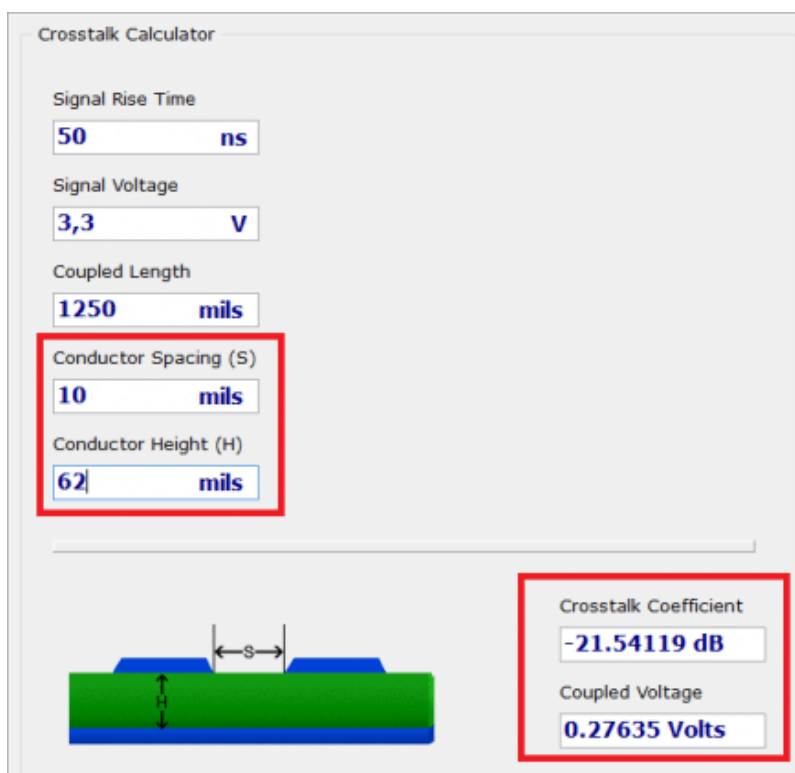 Crosstalk Calculator
Signal Rise Time
50 ns
Signal Voltage
3,3 V
Coupled Length
1250 mils
Conductor Spacing (S)
10 mils
Conductor Height (H)
62 mils
Crosstalk Coefficient
-21.54119 dB
Coupled Voltage
0.27635 Volts
S
H